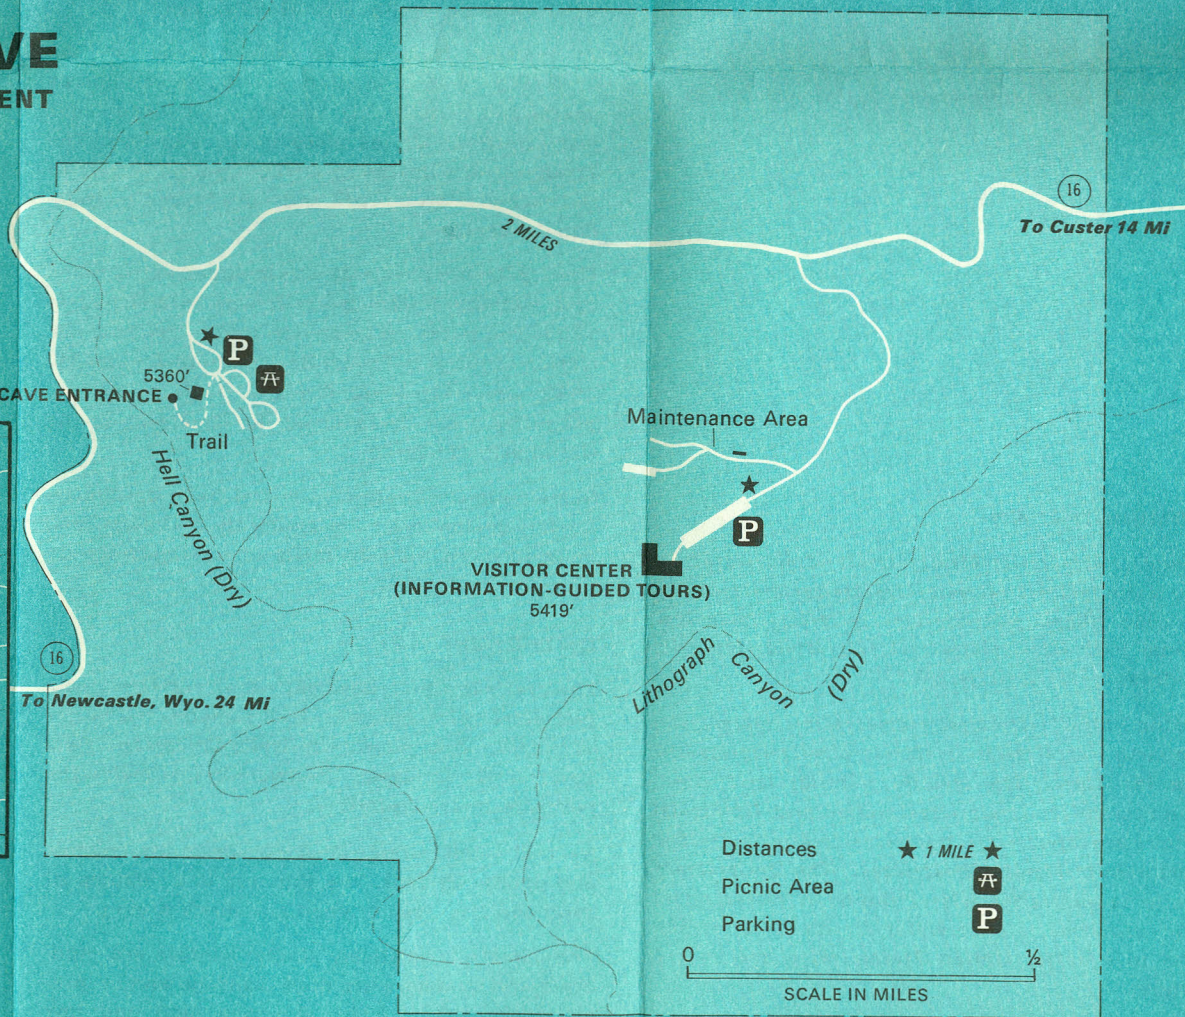 VE
ENT
16
To Custer 14 Mi
2 MILES
P
5360'
CAVE ENTRANCE
Trail
Maintenance Area
Hell Canyon (Dry)
P
VISITOR CENTER
(INFORMATION-GUIDED TOURS)
5419'
Lithograph Canyon (Dry)
16
To Newcastle, Wyo. 24 Mi
Distances 1 MILE
Picnic Area
Parking P
0 ½
SCALE IN MILES